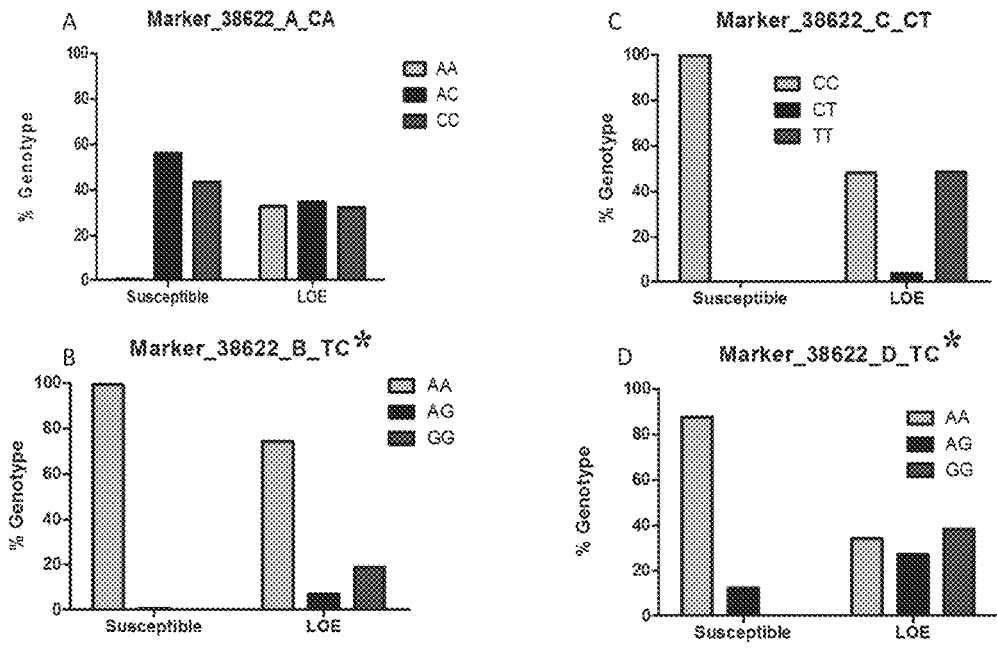 A
Marker_38622_A_CA
% Genotype
100
80
60
40
20
0
Susceptible
LOE
AA
AC
CC
B
Marker_38622_B_TC*
% Genotype
100
80
60
40
20
0
Susceptible
LOE
AA
AG
GG
C
Marker_38622_C_CT
% Genotype
100
80
60
40
20
0
Susceptible
LOE
CC
CT
TT
D
Marker_38622_D_TC*
% Genotype
100
80
60
40
20
0
Susceptible
LOE
AA
AG
GG